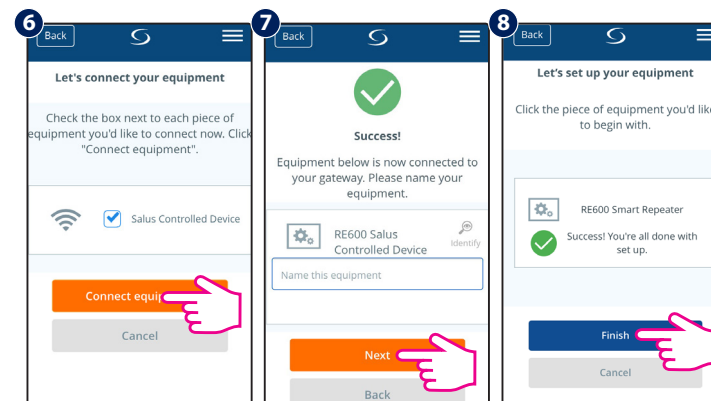 6
Back
Let's connect your equipment
Check the box next to each piece of
equipment you'd like to connect now. Click
"Connect equipment".
Salus Controlled Device
Connect equip
Cancel
7
Back
Success!
Equipment below is now connected to
your gateway. Please name your
equipment.
RE600 Salus
Controlled Device
Identify
Name this equipment
Next
Back
8
Back
Let's set up your equipment
Click the piece of equipment you'd like
to begin with.
RE600 Smart Repeater
Success! You're all done with
set up.
Finish
Cancel